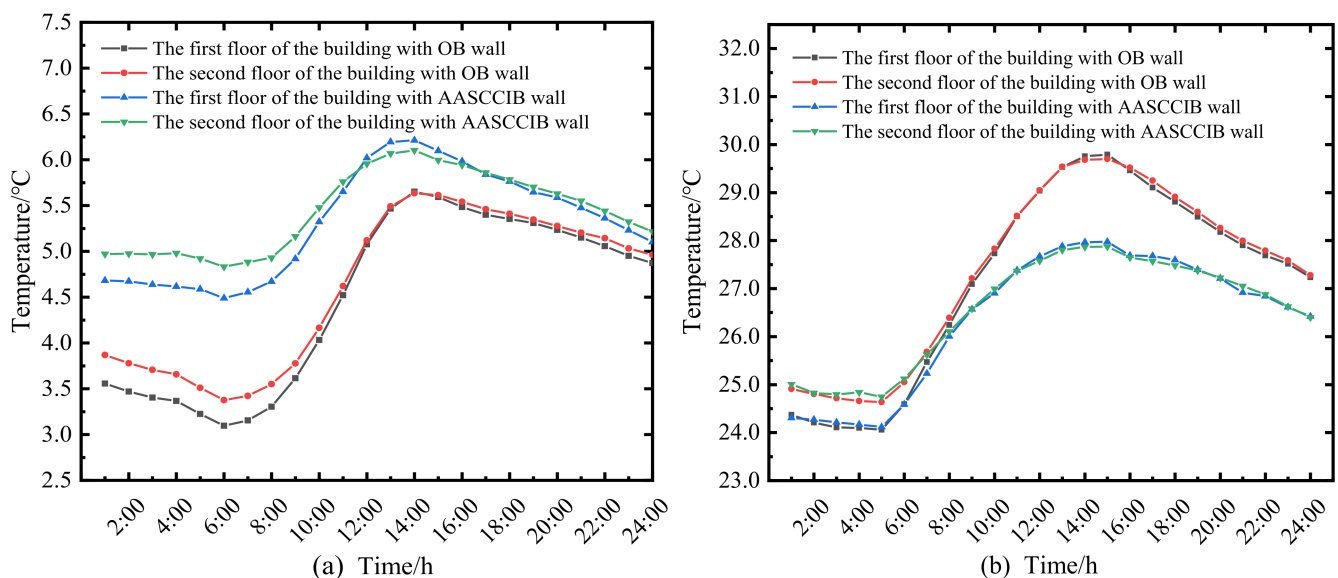 7.5
7.0
6.5
6.0
5.5
5.0
4.5
4.0
3.5
3.0
2.5
Temperature/°C
The first floor of the building with OB wall
The second floor of the building with OB wall
The first floor of the building with AASCCIB wall
The second floor of the building with AASCCIB wall
2:00 4:00 6:00 8:00 10:00 12:00 14:00 16:00 18:00 20:00 22:00 24:00
(a) Time/h
32.0
31.0
30.0
29.0
28.0
27.0
26.0
25.0
24.0
23.0
Temperature/°C
The first floor of the building with OB wall
The second floor of the building with OB wall
The first floor of the building with AASCCIB wall
The second floor of the building with AASCCIB wall
2:00 4:00 6:00 8:00 10:00 12:00 14:00 16:00 18:00 20:00 22:00 24:00
(b) Time/h